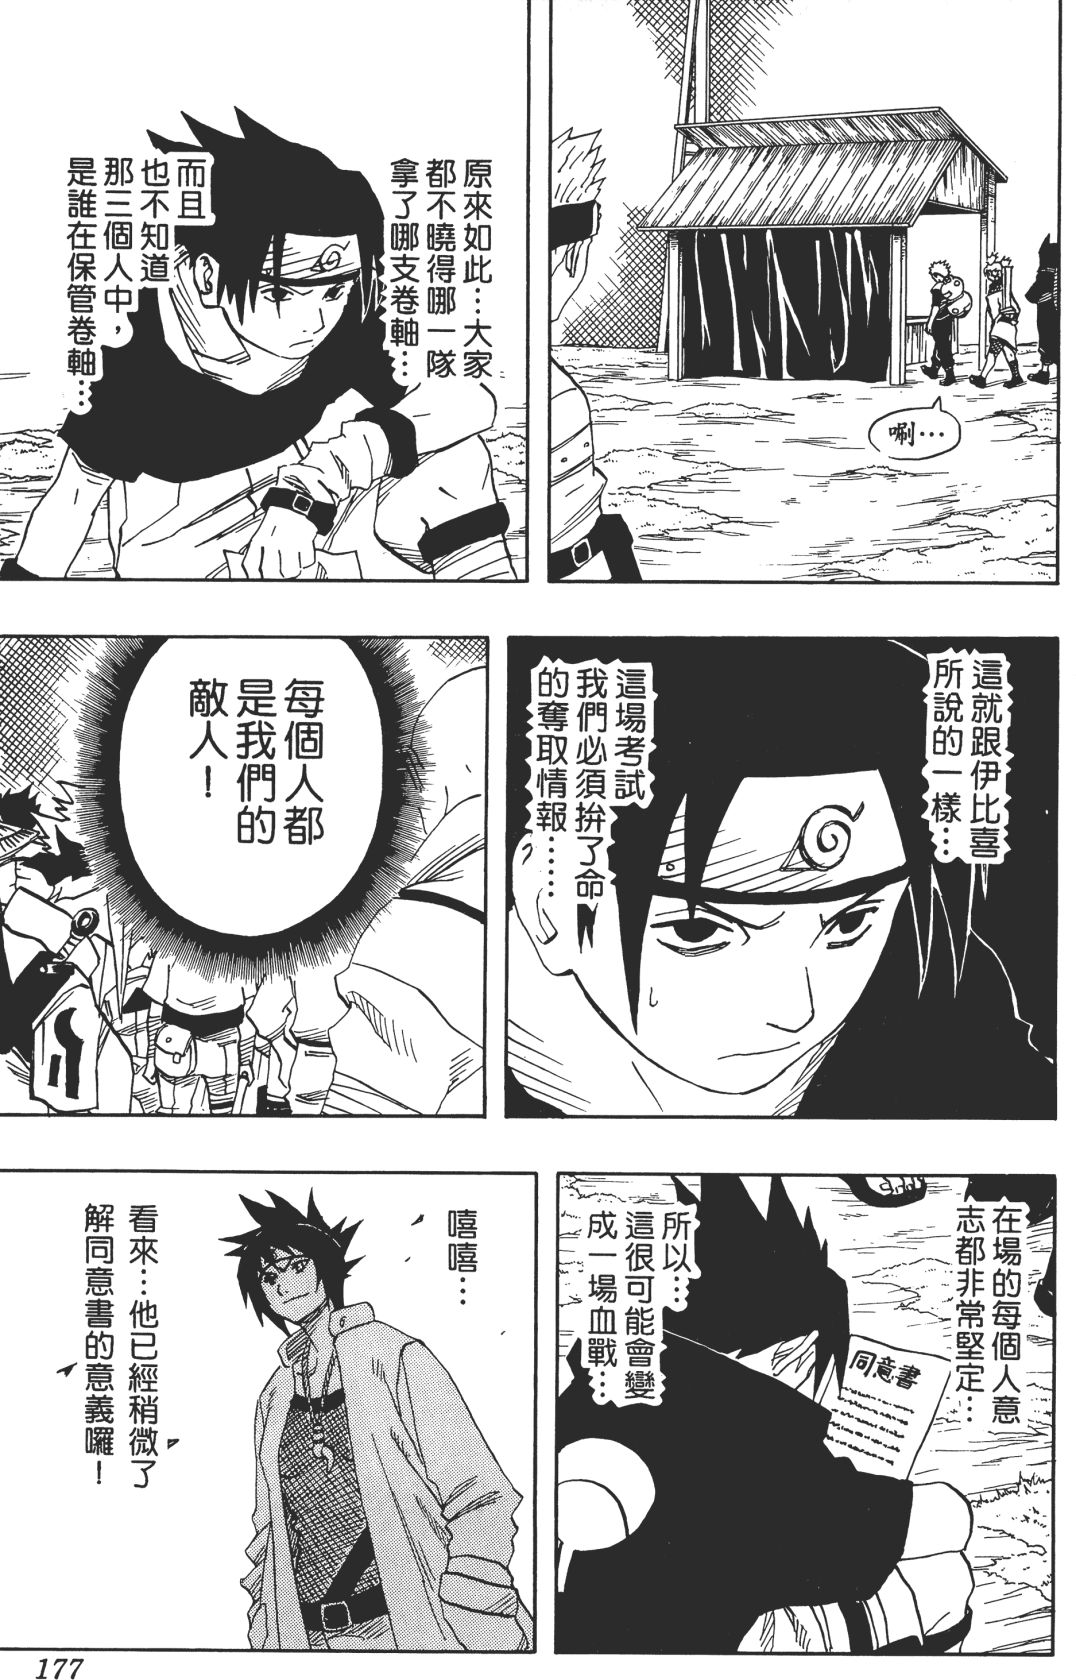 唰…
原來如此…大家
都不曉得哪一隊
拿了哪支卷軸…
而且
也不知道
那三個人中，
是誰在保管卷軸…
這就跟伊比喜
所說的一樣…
這場考試
我們必須拚了命
的奪取情報……
每個人都
是我們的
敵人！
在場的每個人意
志都非常堅定…
所以…
這很可能會變
成一場血戰…
同意書
嘻嘻…
看來…他已經稍微了
解同意書的意義囉！
177